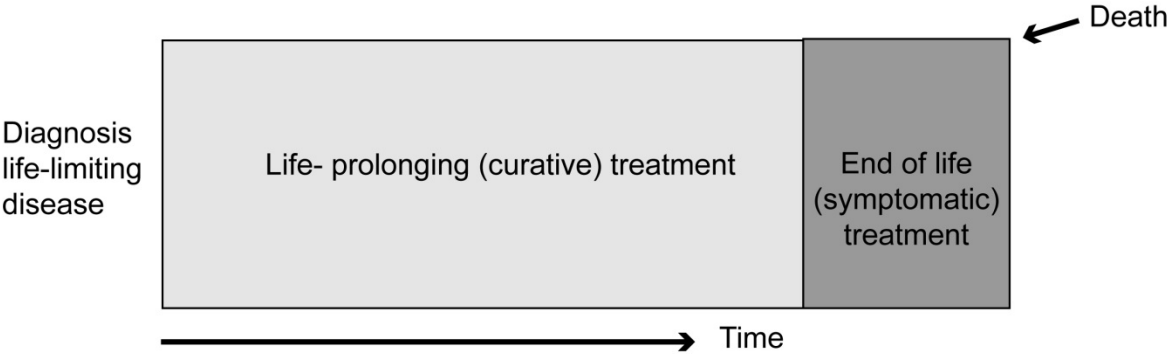 Death
Diagnosis
life-limiting
disease
Life- prolonging (curative) treatment
End of life
(symptomatic)
treatment
Time